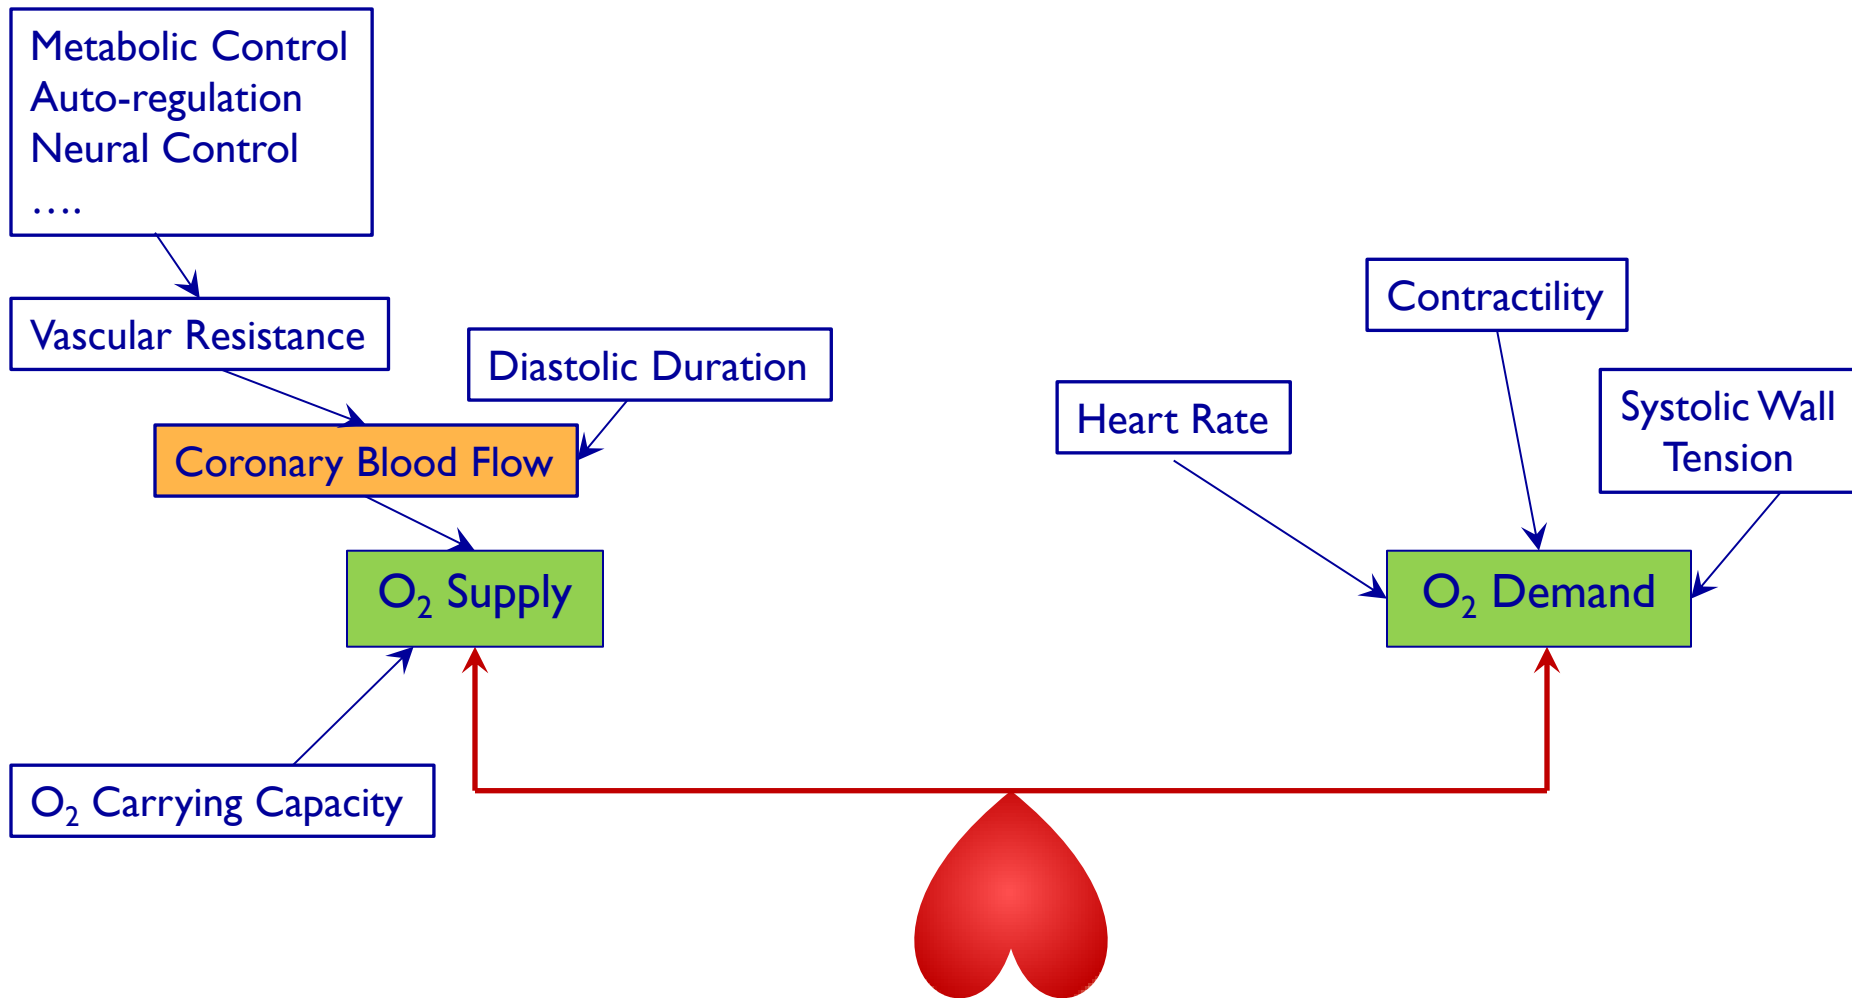 Metabolic Control
Auto-regulation
Neural Control
….
Vascular Resistance
Diastolic Duration
Coronary Blood Flow
O₂ Supply
O₂ Carrying Capacity
Contractility
Heart Rate
Systolic Wall
Tension
O₂ Demand